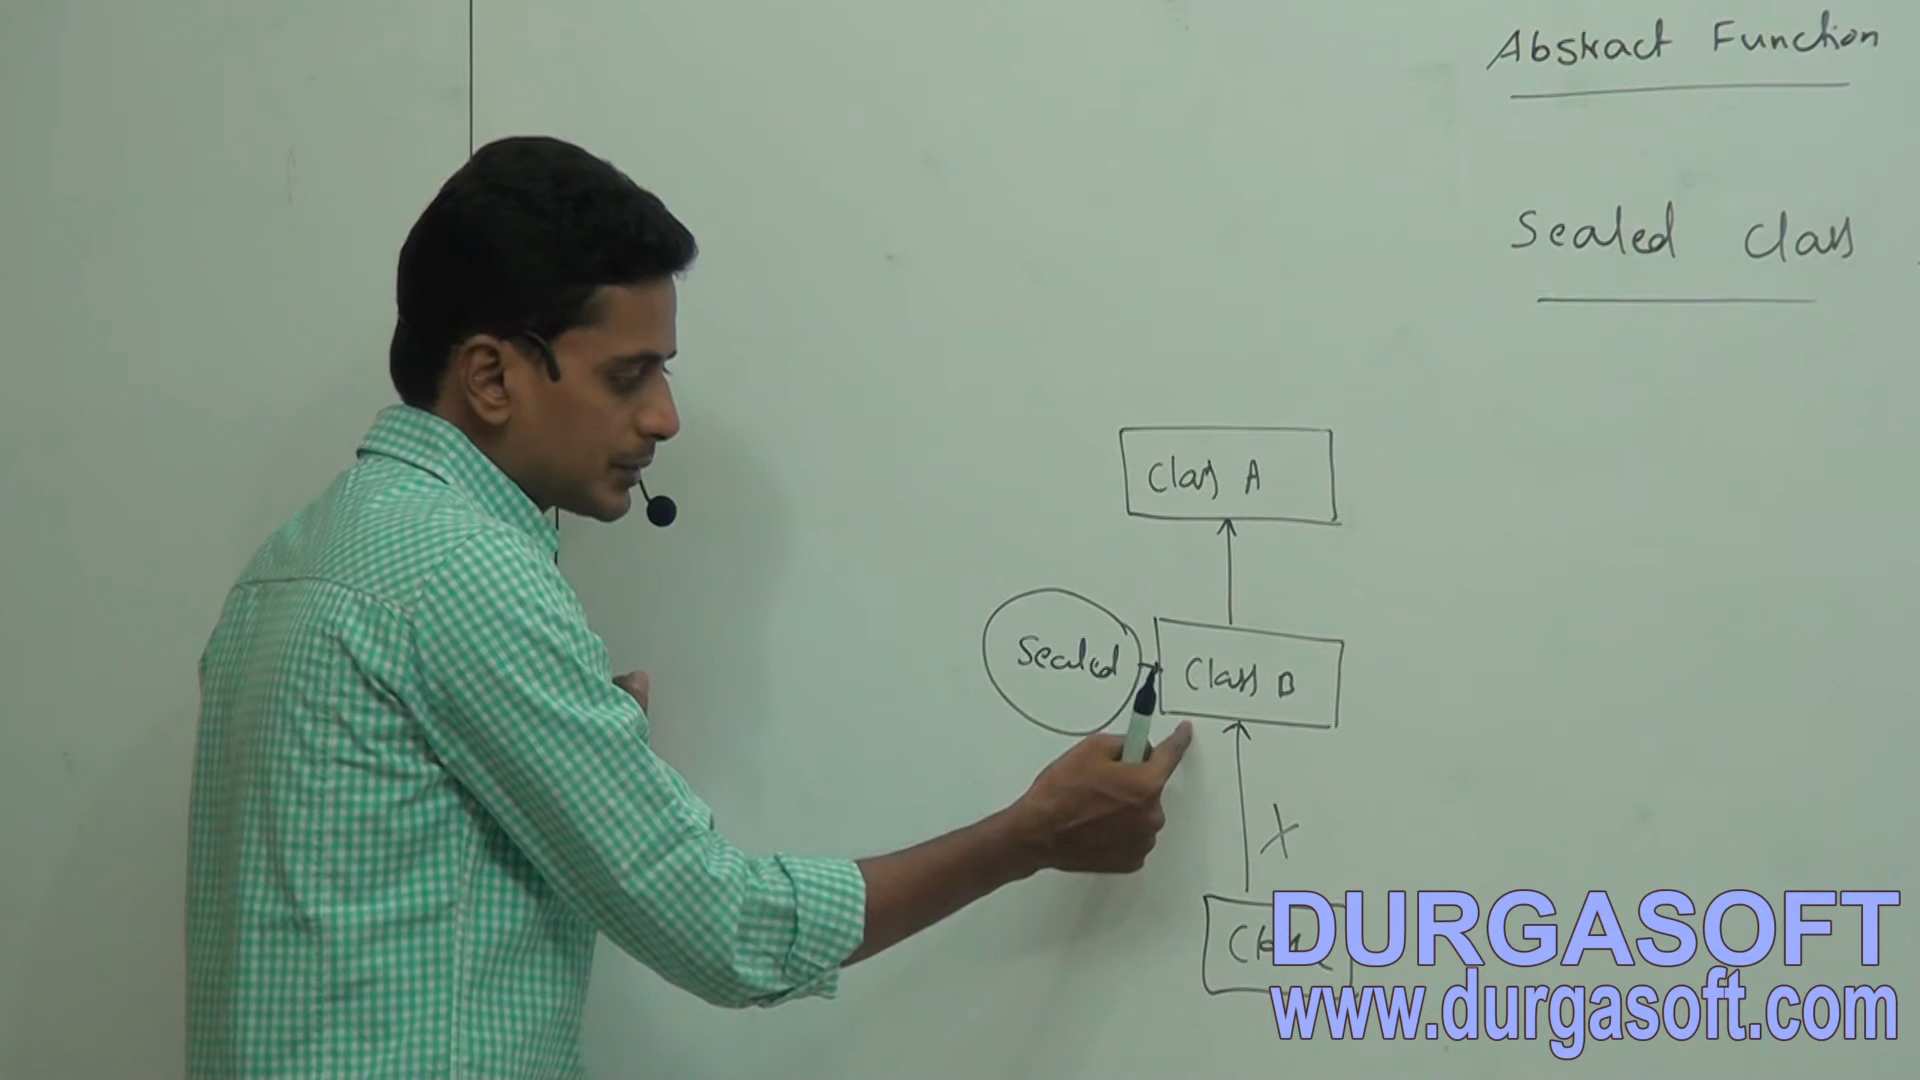 Abstract Function
Sealed Class
Class A
Sealed
Class B
X
DURGASOFT
www.durgasoft.com